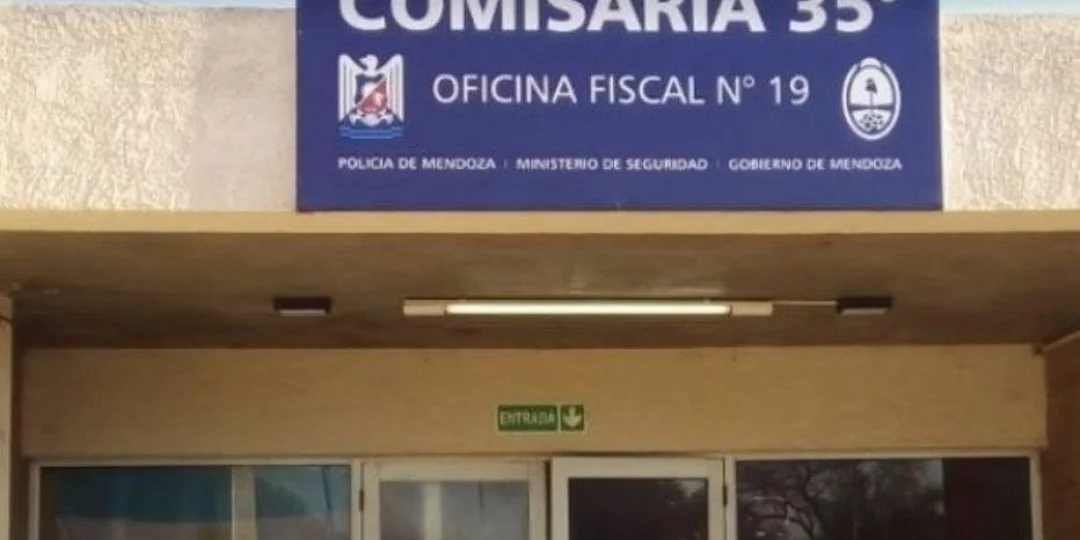 COMISARIA 35°
OFICINA FISCAL N° 19
POLICIA DE MENDOZA | MINISTERIO DE SEGURIDAD | GOBIERNO DE MENDOZA
ENTRADA